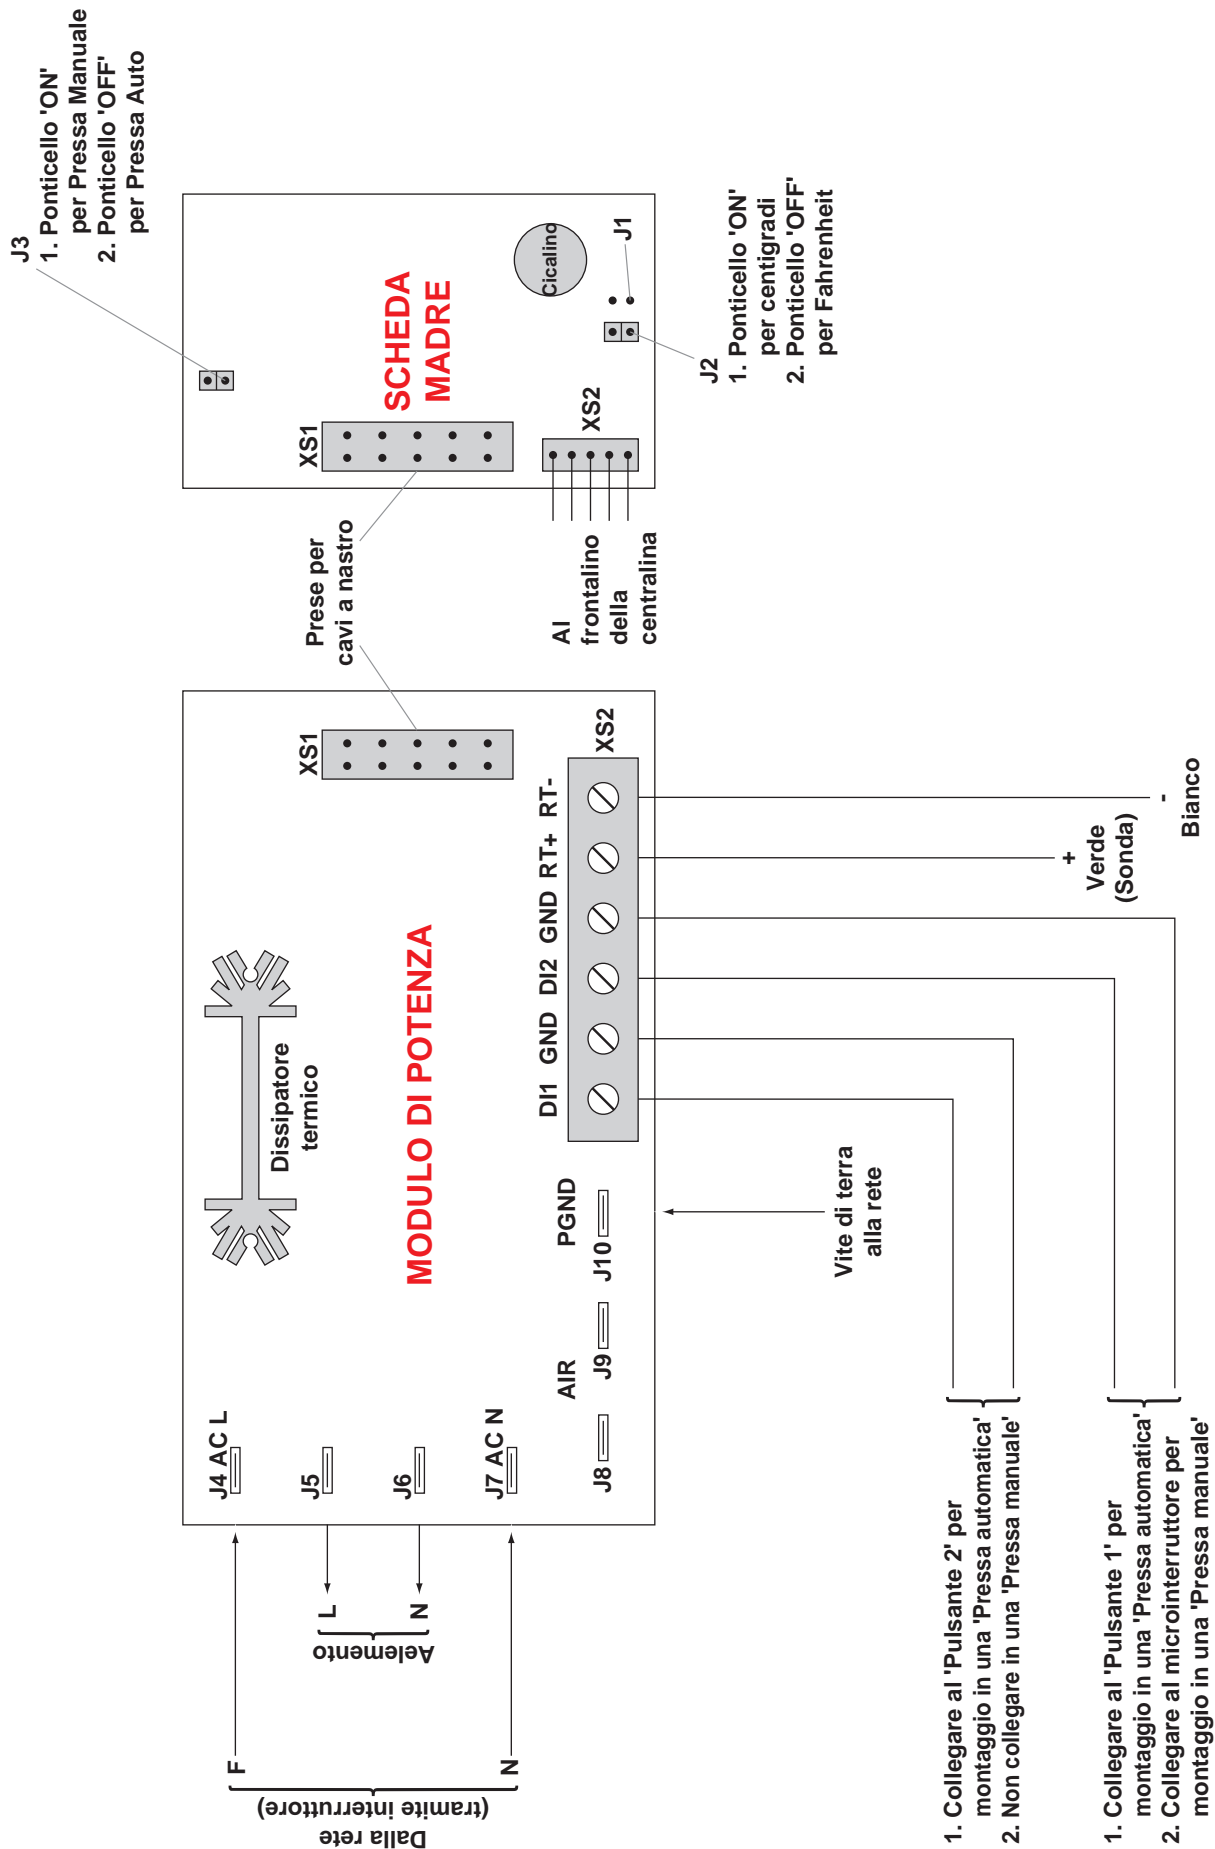 Dalla rete
(tramite interruttore)
F
N
Aelemento
L
N
J4 AC L
J5
J6
J7 AC N
J8
AIR
J9
PGND
J10
Dissipatore
termico
MODULO DI POTENZA
DI1
GND
DI2
GND
RT+
RT-
XS2
XS1
Prese per
cavi a nastro
Vite di terra
alla rete
+
Verde
(Sonda)
-
Bianco
1. Collegare al 'Pulsante 2' per
montaggio in una 'Pressa automatica'
2. Non collegare in una 'Pressa manuale'
1. Collegare al 'Pulsante 1' per
montaggio in una 'Pressa automatica'
2. Collegare al microinterruttore per
montaggio in una 'Pressa manuale'
J3
1. Ponticello 'ON'
per Pressa Manuale
2. Ponticello 'OFF'
per Pressa Auto
XS1
SCHEDA
MADRE
Cicalino
XS2
J1
Al
frontalino
della
centralina
J2
1. Ponticello 'ON'
per centigradi
2. Ponticello 'OFF'
per Fahrenheit